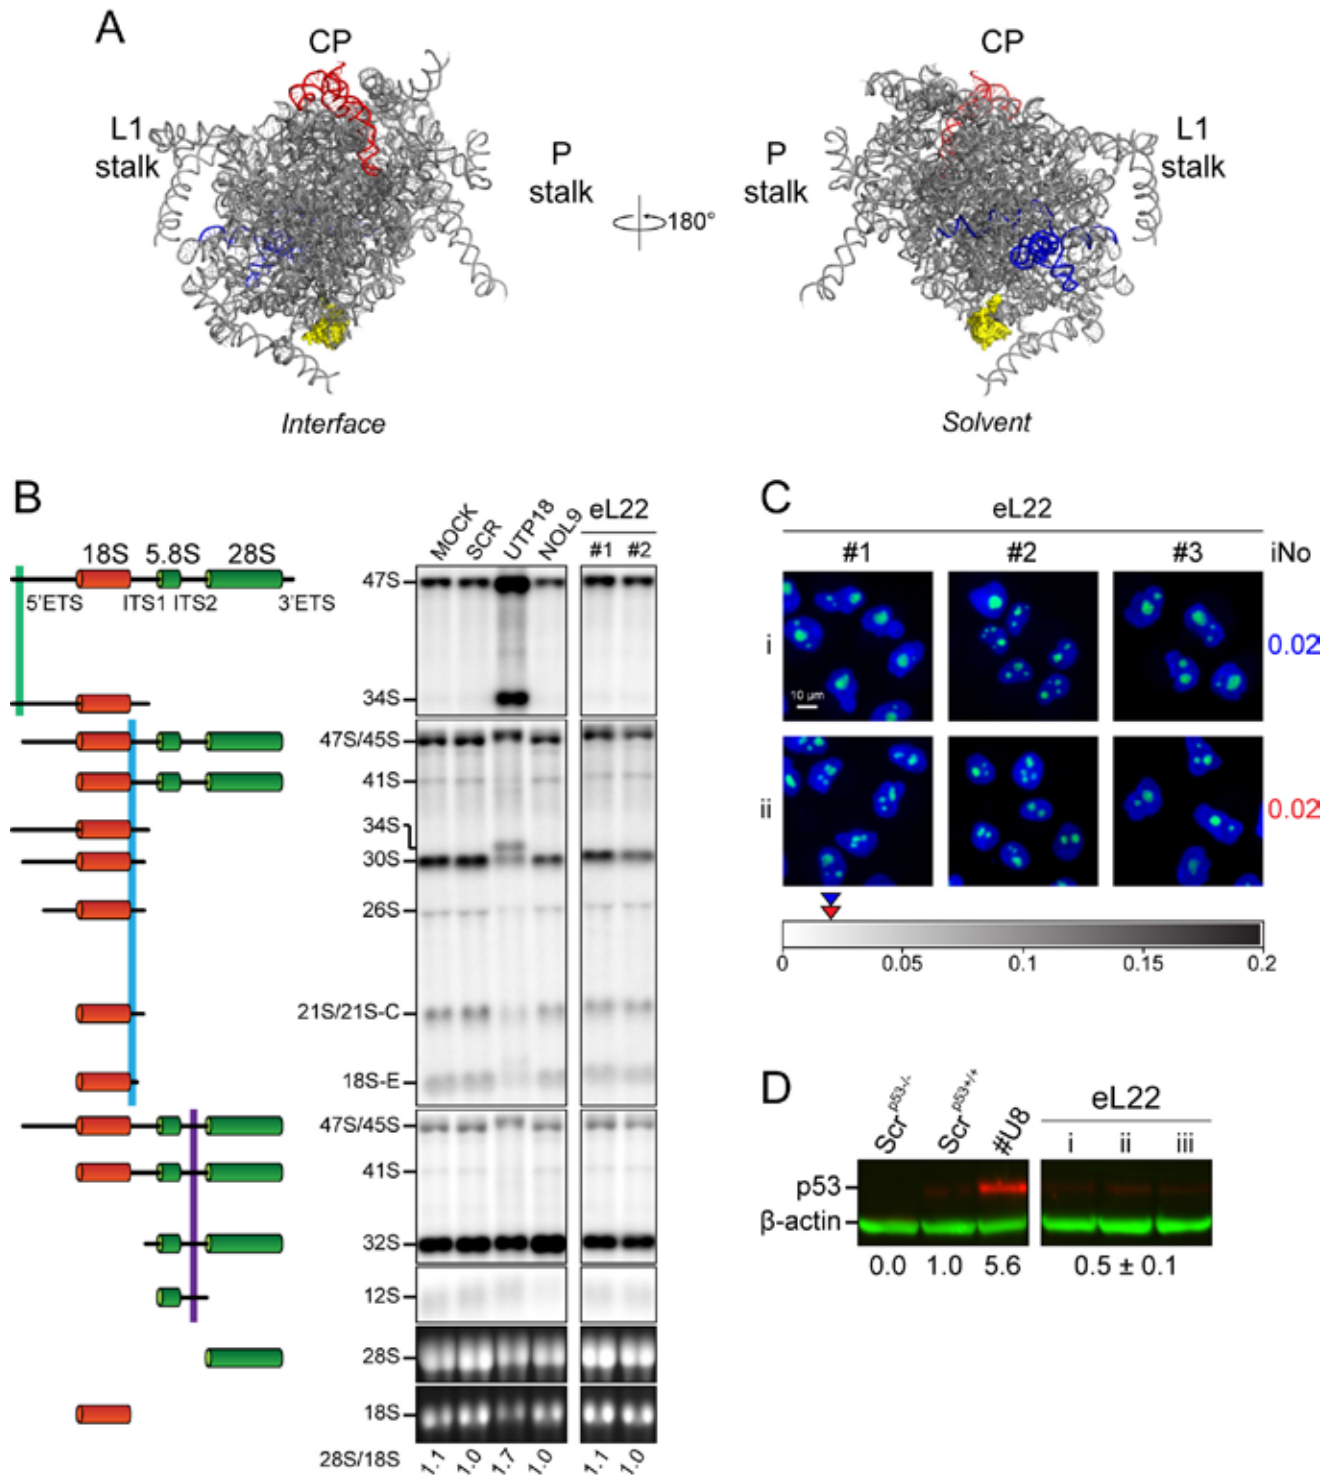 A
CP
CP
L1
stalk
P
stalk
180°
P
stalk
L1
stalk
Interface
Solvent
B
MOCK
SCR
UTP18
NOL9
eL22
#1 #2
18S 5.8S 28S
5'ETS ITS1 ITS2 3'ETS
47S
34S
47S/45S
41S
34S
30S
26S
21S/21S-C
18S-E
47S/45S
41S
32S
12S
28S
18S
28S/18S 1.1 1.0 1.7 1.0 1.1 1.0
C
eL22
#1 #2 #3 iNo
i 0.02
10 µm
ii 0.02
0 0.05 0.1 0.15 0.2
D
Scr p53-/-
Scr p53+/+
#U8
eL22
i ii iii
p53
β-actin
0.0 1.0 5.6 0.5 ± 0.1